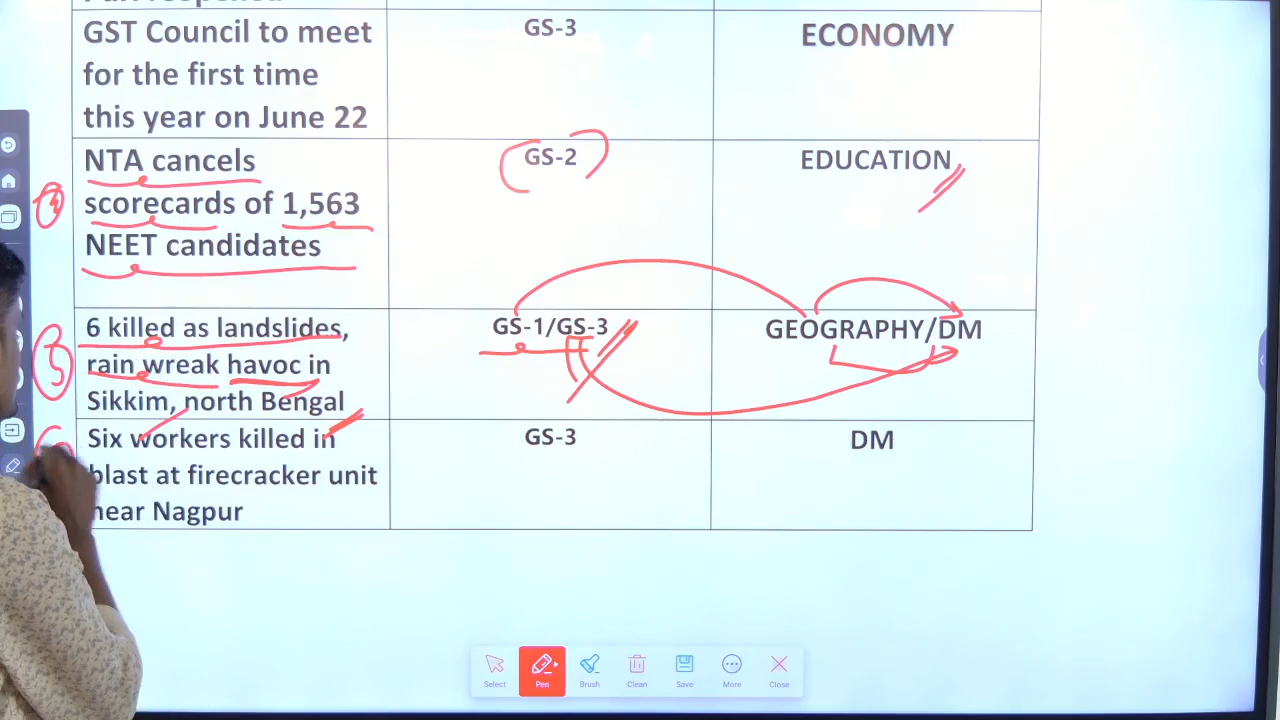 GST Council to meet
for the first time
this year on June 22
GS-3
ECONOMY
NTA cancels
scorecards of 1,563
NEET candidates
GS-2
EDUCATION
6 killed as landslides,
rain wreak havoc in
Sikkim, north Bengal
GS-1/GS-3
GEOGRAPHY/DM
Six workers killed in
blast at firecracker unit
near Nagpur
GS-3
DM
Select
Pen
Brush
Clean
Save
More
Close